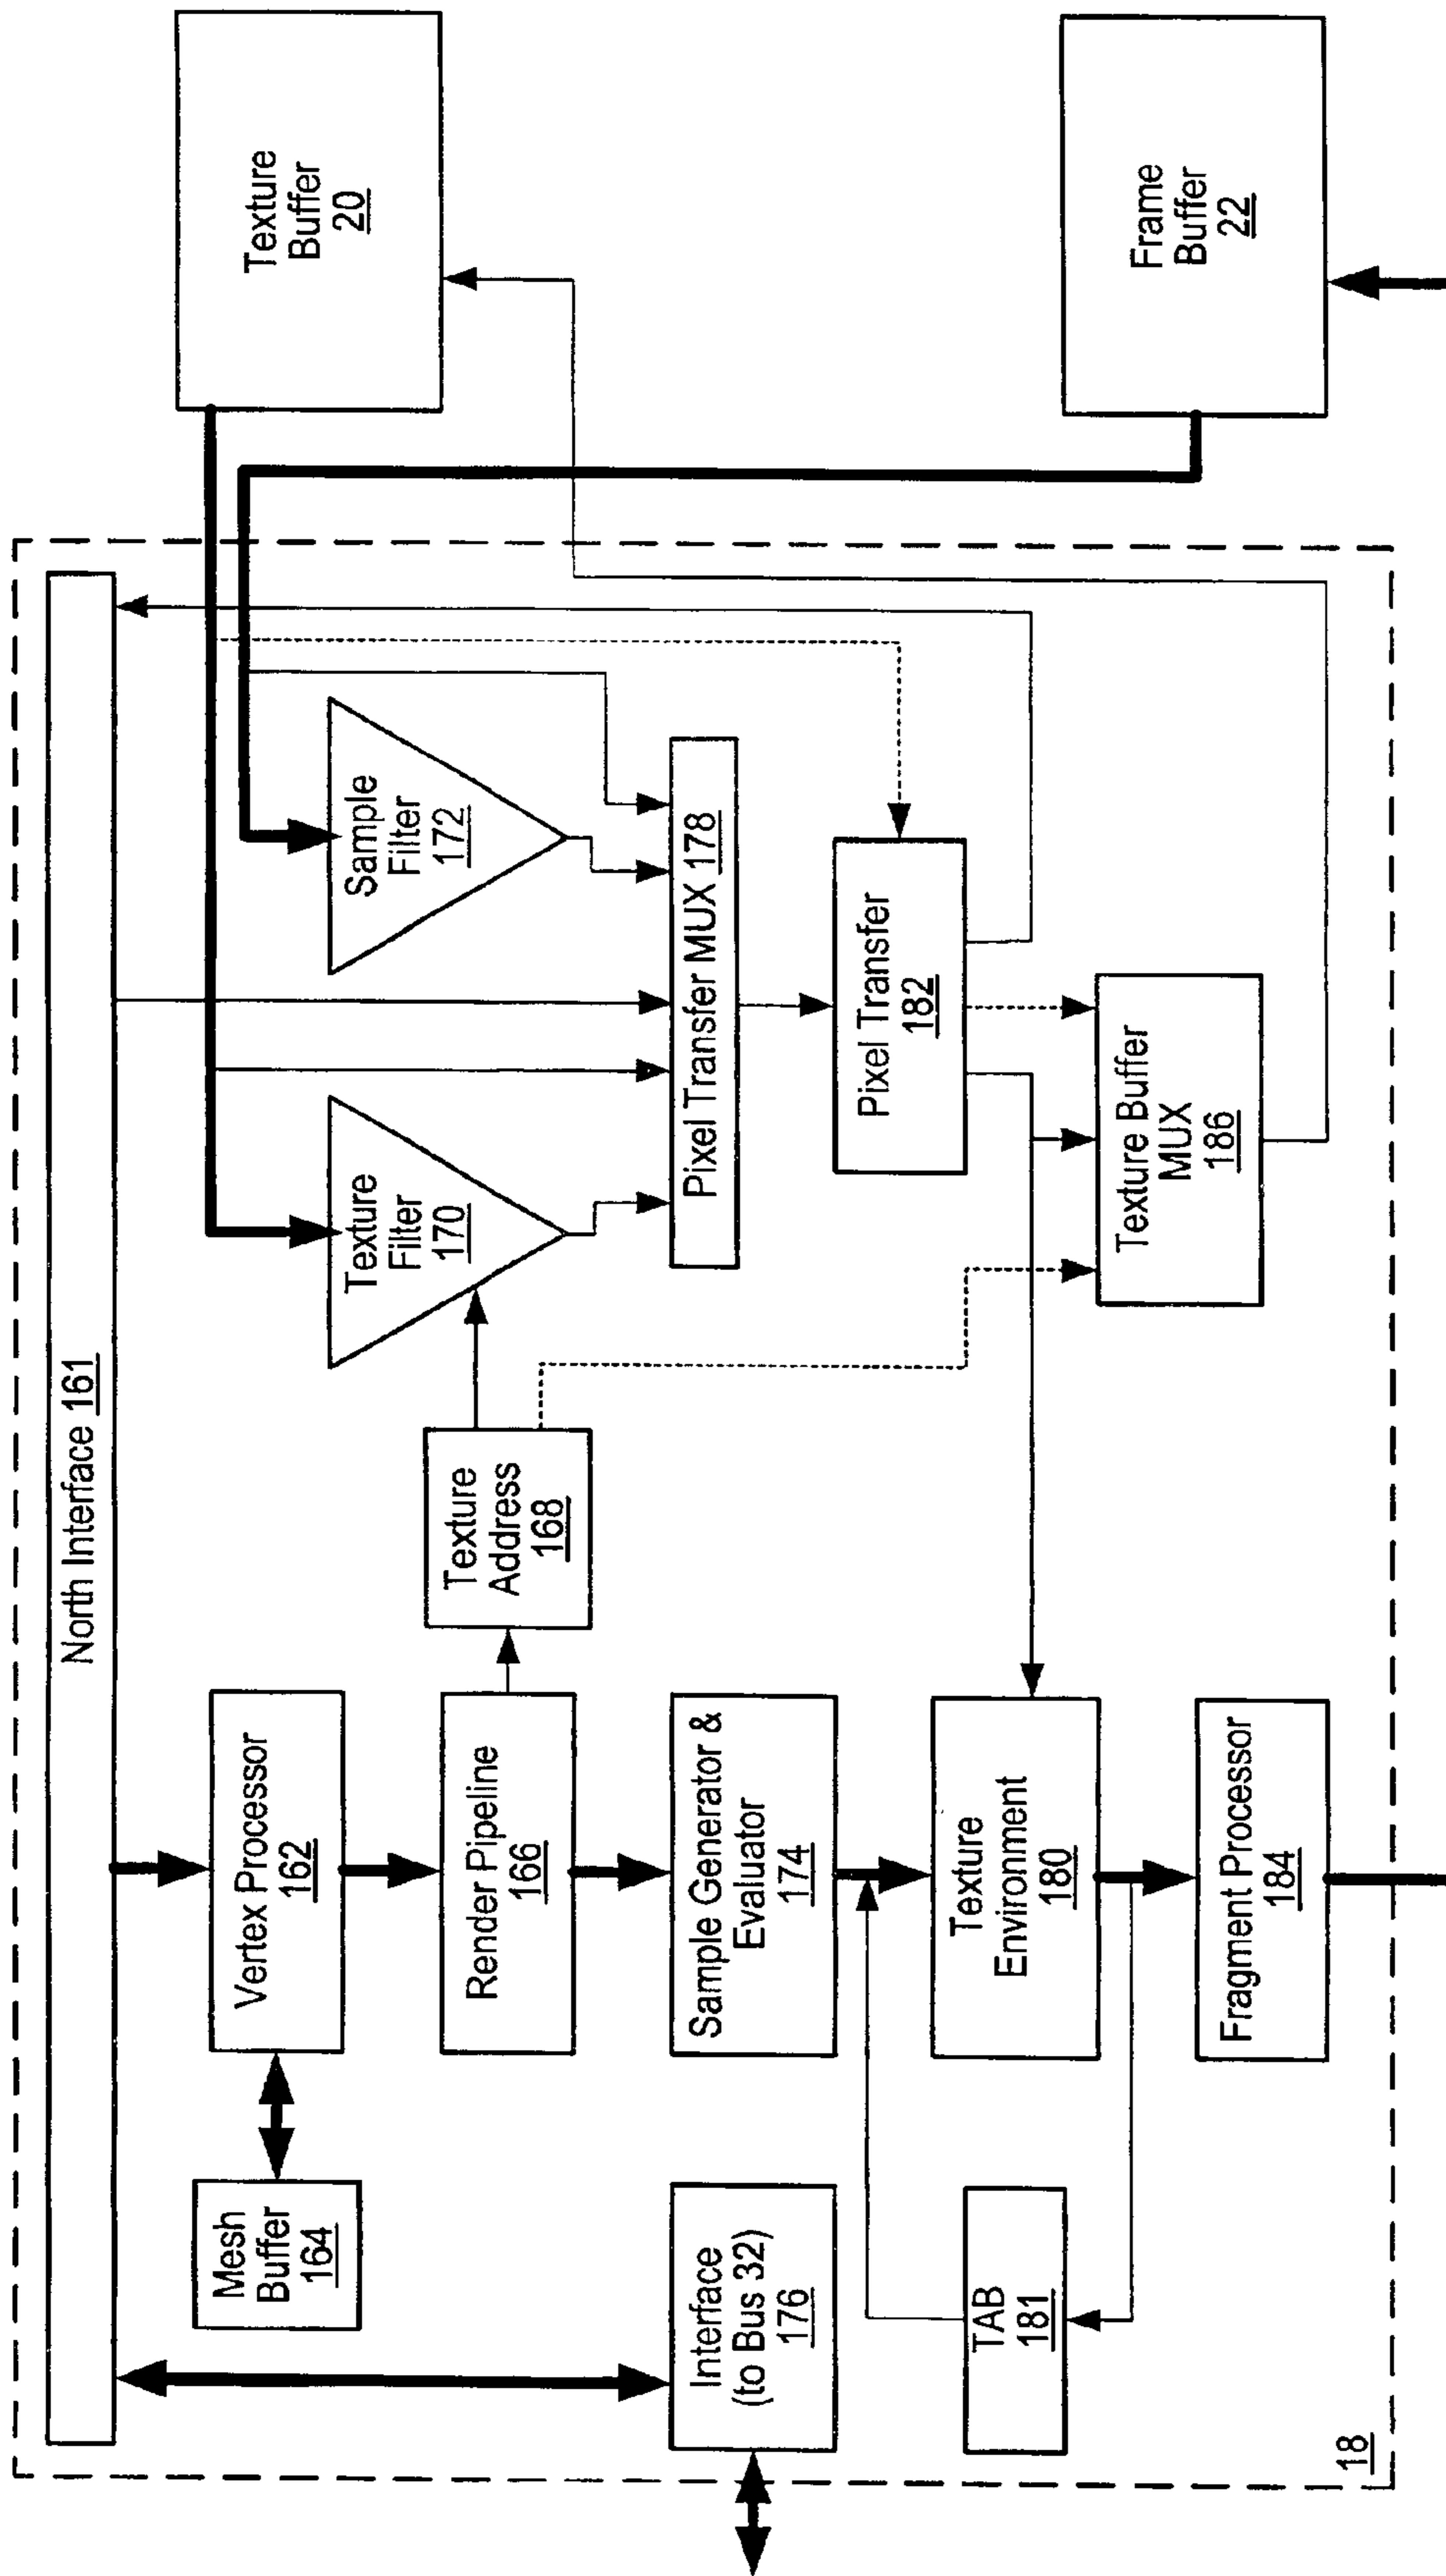 North Interface 161
Mesh
Buffer
164
Vertex Processor
162
Texture
Buffer
20
Render Pipeline
166
Texture
Address
168
Texture
Filter
170
Sample
Filter
172
Interface
(to Bus 32)
176
Sample Generator &
Evaluator
174
Pixel Transfer MUX 178
TAB
181
Texture
Environment
180
Pixel Transfer
182
Fragment Processor
184
Texture Buffer
MUX
186
Frame
Buffer
22
18